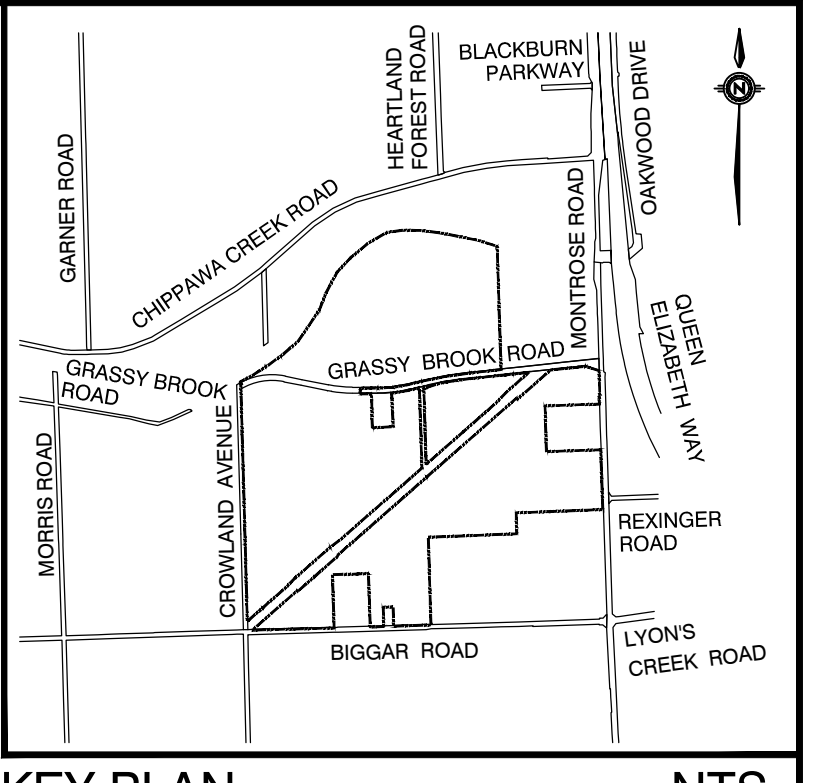 BLACKBURN
PARKWAY
HEARTLAND
FOREST ROAD
OAKWOOD DRIVE
N
GARNER ROAD
CHIPPAWA CREEK ROAD
MONTROSE ROAD
QUEEN
ELIZABETH WAY
GRASSY BROOK ROAD
GRASSY BROOK
ROAD
CROWLAND AVENUE
MORRIS ROAD
REXINGER
ROAD
BIGGAR ROAD
LYON'S
CREEK ROAD
KEY PLAN
NTS